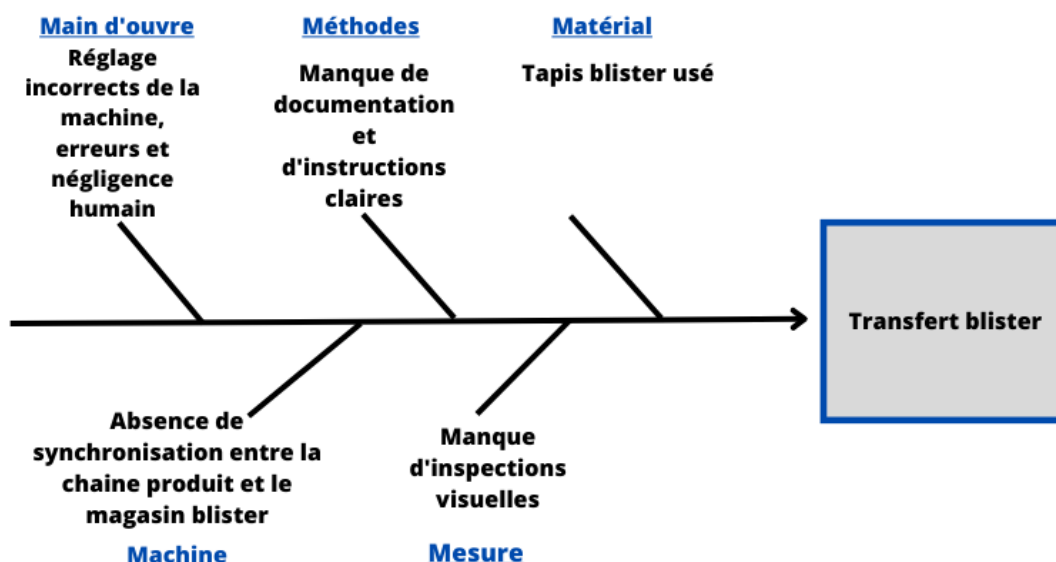 Main d'ouvre
Réglage
incorrects de la
machine,
erreurs et
négligence
humain
Méthodes
Manque de
documentation
et
d'instructions
claires
Matérial
Tapis blister usé
Transfert blister
Absence de
synchronisation entre la
chaine produit et le
magasin blister
Machine
Manque
d'inspections
visuelles
Mesure